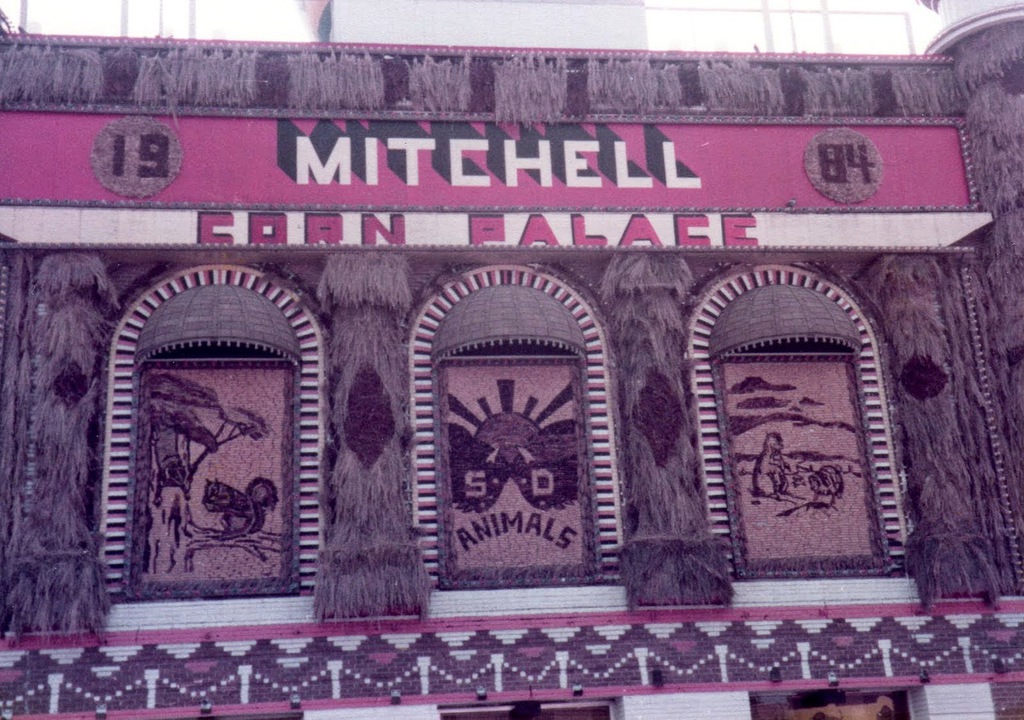 19 MITCHELL 84
CORN PALACE
S·D
ANIMALS